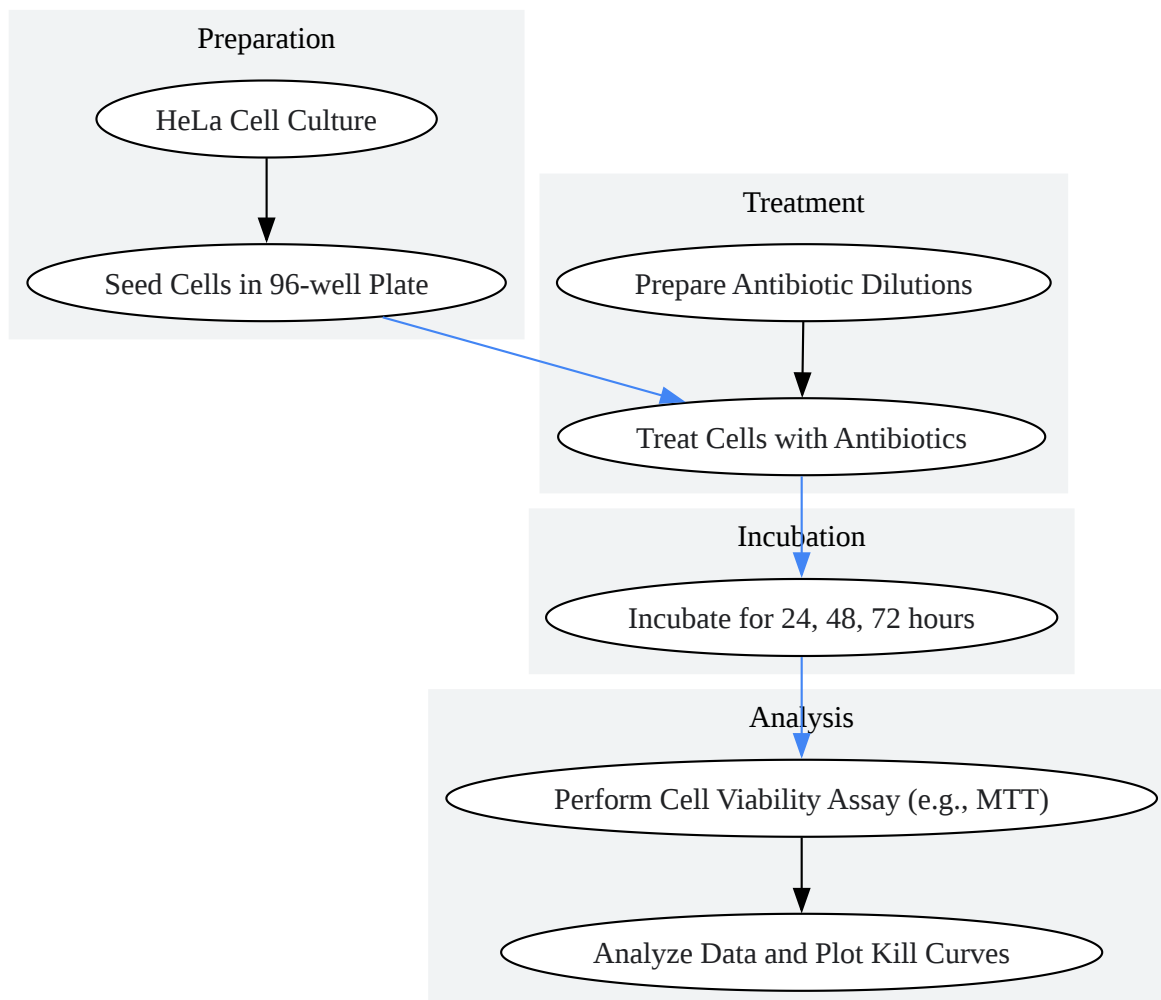 Preparation
HeLa Cell Culture
Seed Cells in 96-well Plate
Treatment
Prepare Antibiotic Dilutions
Treat Cells with Antibiotics
Incubation
Incubate for 24, 48, 72 hours
Analysis
Perform Cell Viability Assay (e.g., MTT)
Analyze Data and Plot Kill Curves